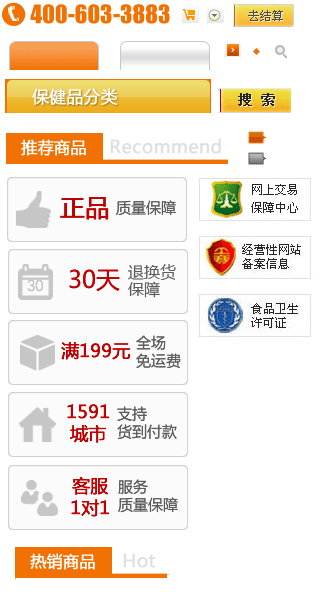 400-603-3883 去结算
保健品分类 搜 索
推荐商品 Recommend
正品 质量保障
网上交易
保障中心
30
30天 退换货
保障
经营性网站
备案信息
满199元 全场
免运费
食品卫生
许可证
1591
城市
支持
货到付款
客服
1对1
服务
质量保障
热销商品 Hot